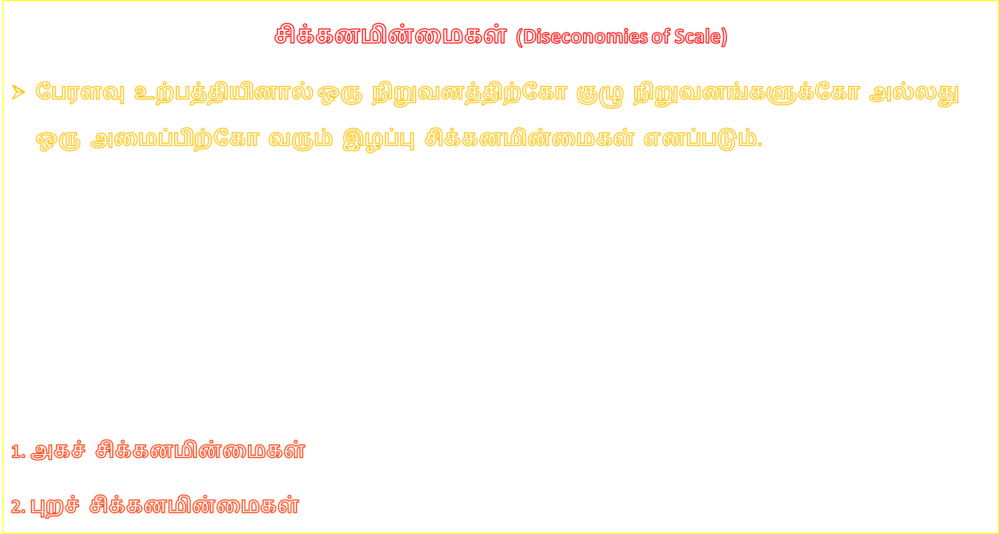 சிக்கனமின்மைகள் (Diseconomies of Scale)
➢ பேரளவு உற்பத்தியினால் ஒரு நிறுவனத்திற்கோ குழு நிறுவனங்களுக்கோ அல்லது
ஒரு அமைப்பிற்கோ வரும் இழப்பு சிக்கனமின்மைகள் எனப்படும்.
1. அகச் சிக்கனமின்மைகள்
2. புறச் சிக்கனமின்மைகள்